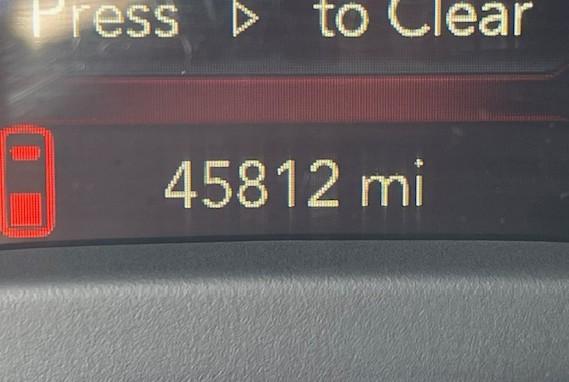 Press ▷ to Clear
45812 mi